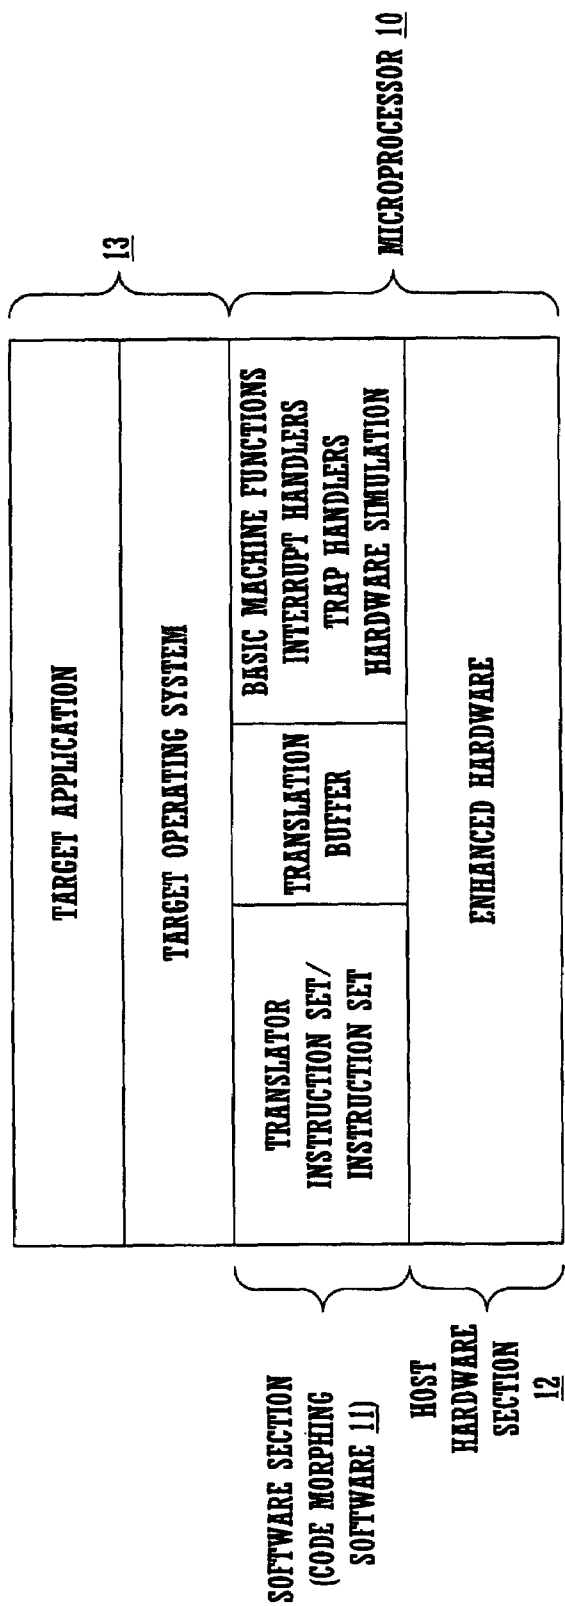 TARGET APPLICATION
13
TARGET OPERATING SYSTEM
SOFTWARE SECTION
(CODE MORPHING
SOFTWARE 11)
TRANSLATOR
INSTRUCTION SET/
INSTRUCTION SET
TRANSLATION
BUFFER
BASIC MACHINE FUNCTIONS
INTERRUPT HANDLERS
TRAP HANDLERS
HARDWARE SIMULATION
MICROPROCESSOR 10
HOST
HARDWARE
SECTION
12
ENHANCED HARDWARE